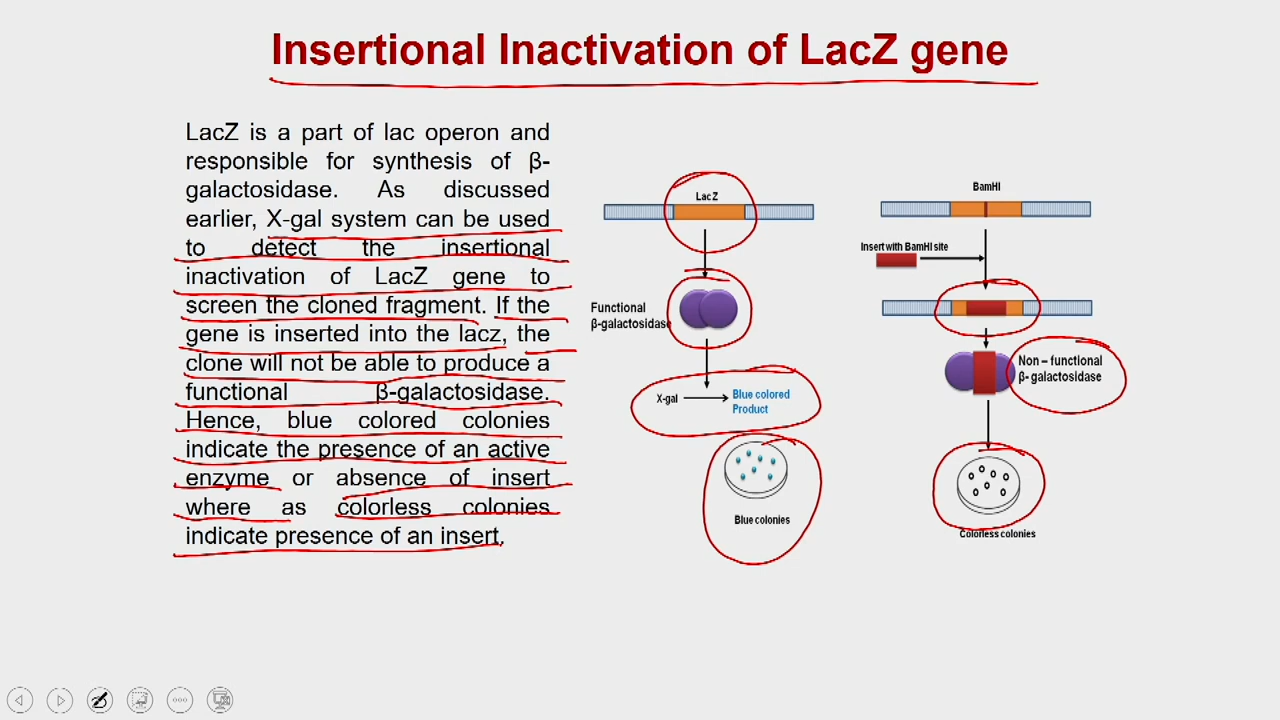 Insertional Inactivation of LacZ gene
LacZ is a part of lac operon and
responsible for synthesis of β-
galactosidase. As discussed
earlier, X-gal system can be used
to detect the insertional
inactivation of LacZ gene to
screen the cloned fragment. If the
gene is inserted into the lacz, the
clone will not be able to produce a
functional β-galactosidase.
Hence, blue colored colonies
indicate the presence of an active
enzyme or absence of insert
where as colorless colonies
indicate presence of an insert.
LacZ
Functional
β-galactosidase
X-gal
Blue colored
Product
Blue colonies
BamHI
Insert with BamHI site
Non – functional
β- galactosidase
Colorless colonies